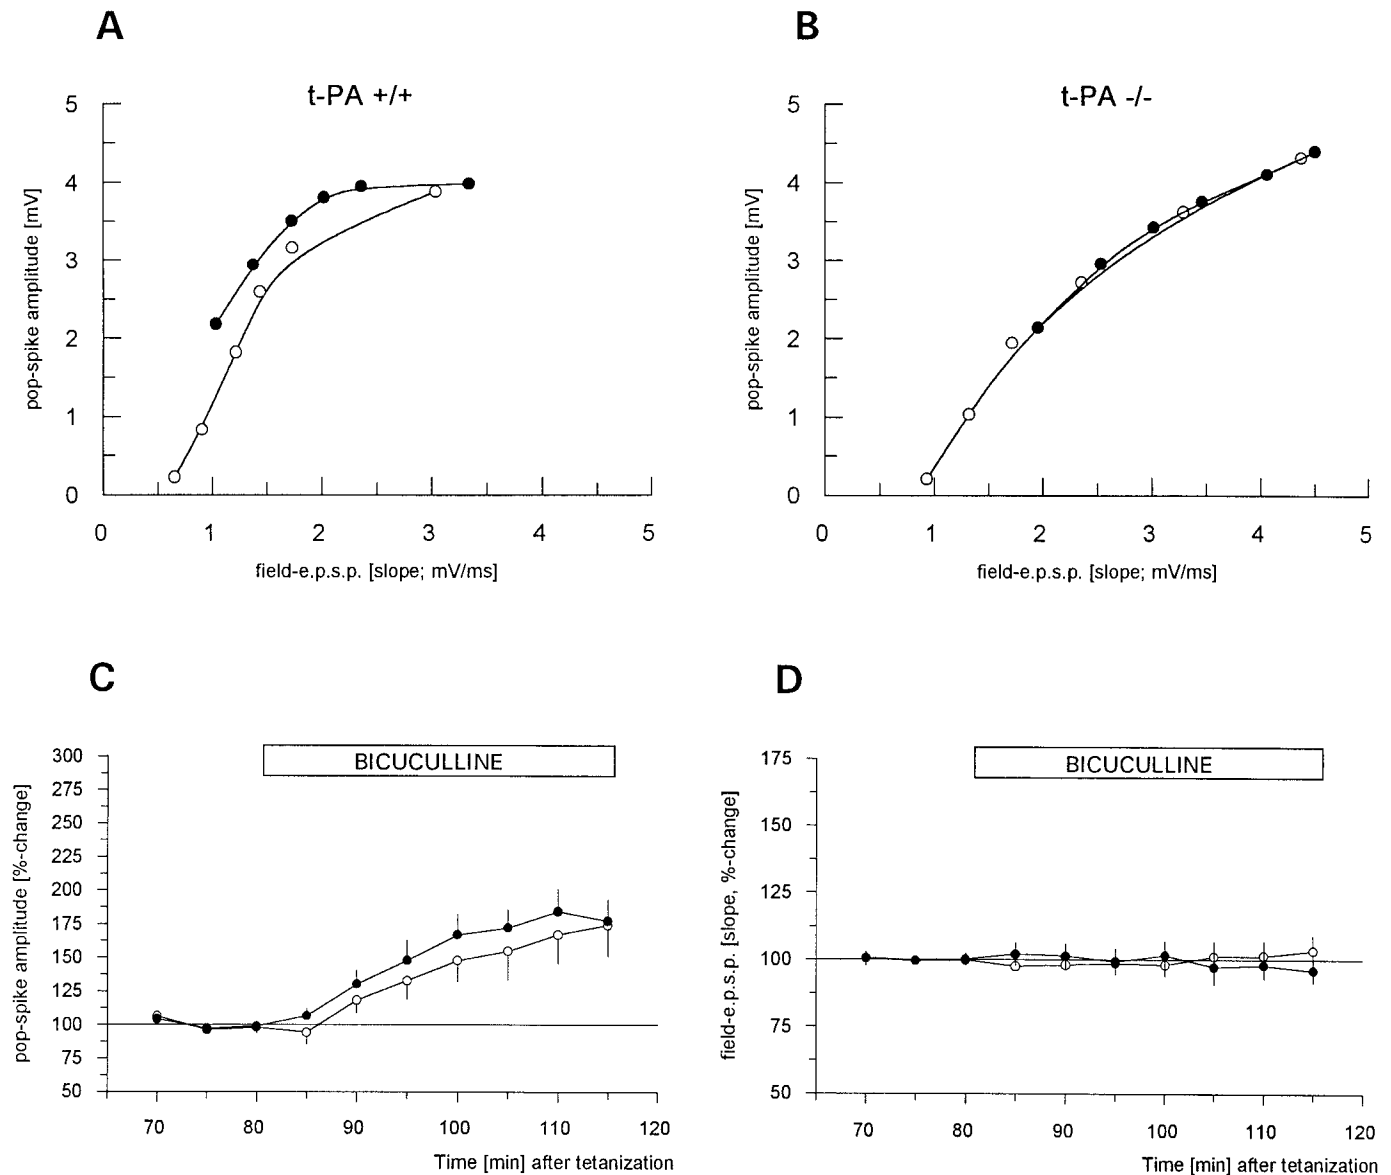 A
t-PA +/+
pop-spike amplitude [mV]
5
4
3
2
1
0
0 1 2 3 4 5
field-e.p.s.p. [slope; mV/ms]
B
t-PA -/-
pop-spike amplitude [mV]
5
4
3
2
1
0
0 1 2 3 4 5
field-e.p.s.p. [slope; mV/ms]
C
BICUCULLINE
pop-spike amplitude [%-change]
300
275
250
225
200
175
150
125
100
75
50
70 80 90 100 110 120
Time [min] after tetanization
D
BICUCULLINE
field-e.p.s.p. [slope, %-change]
175
150
125
100
75
50
70 80 90 100 110 120
Time [min] after tetanization